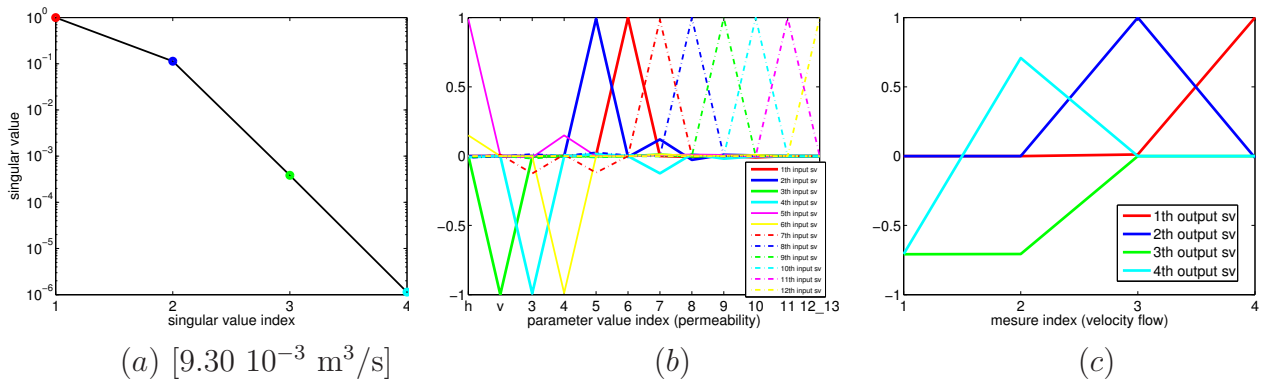 singular value
10^0
10^-1
10^-2
10^-3
10^-4
10^-5
10^-6
1 2 3 4
singular value index
(a) [9.30 10^-3 m^3/s]
1
0.5
0
−0.5
−1
h v 3 4 5 6 7 8 9 10 11 12_13
parameter value index (permeability)
1th input sv
2th input sv
3th input sv
4th input sv
5th input sv
6th input sv
7th input sv
8th input sv
9th input sv
10th input sv
11th input sv
12th input sv
(b)
1
0.5
0
−0.5
−1
1 2 3 4
mesure index (velocity flow)
1th output sv
2th output sv
3th output sv
4th output sv
(c)